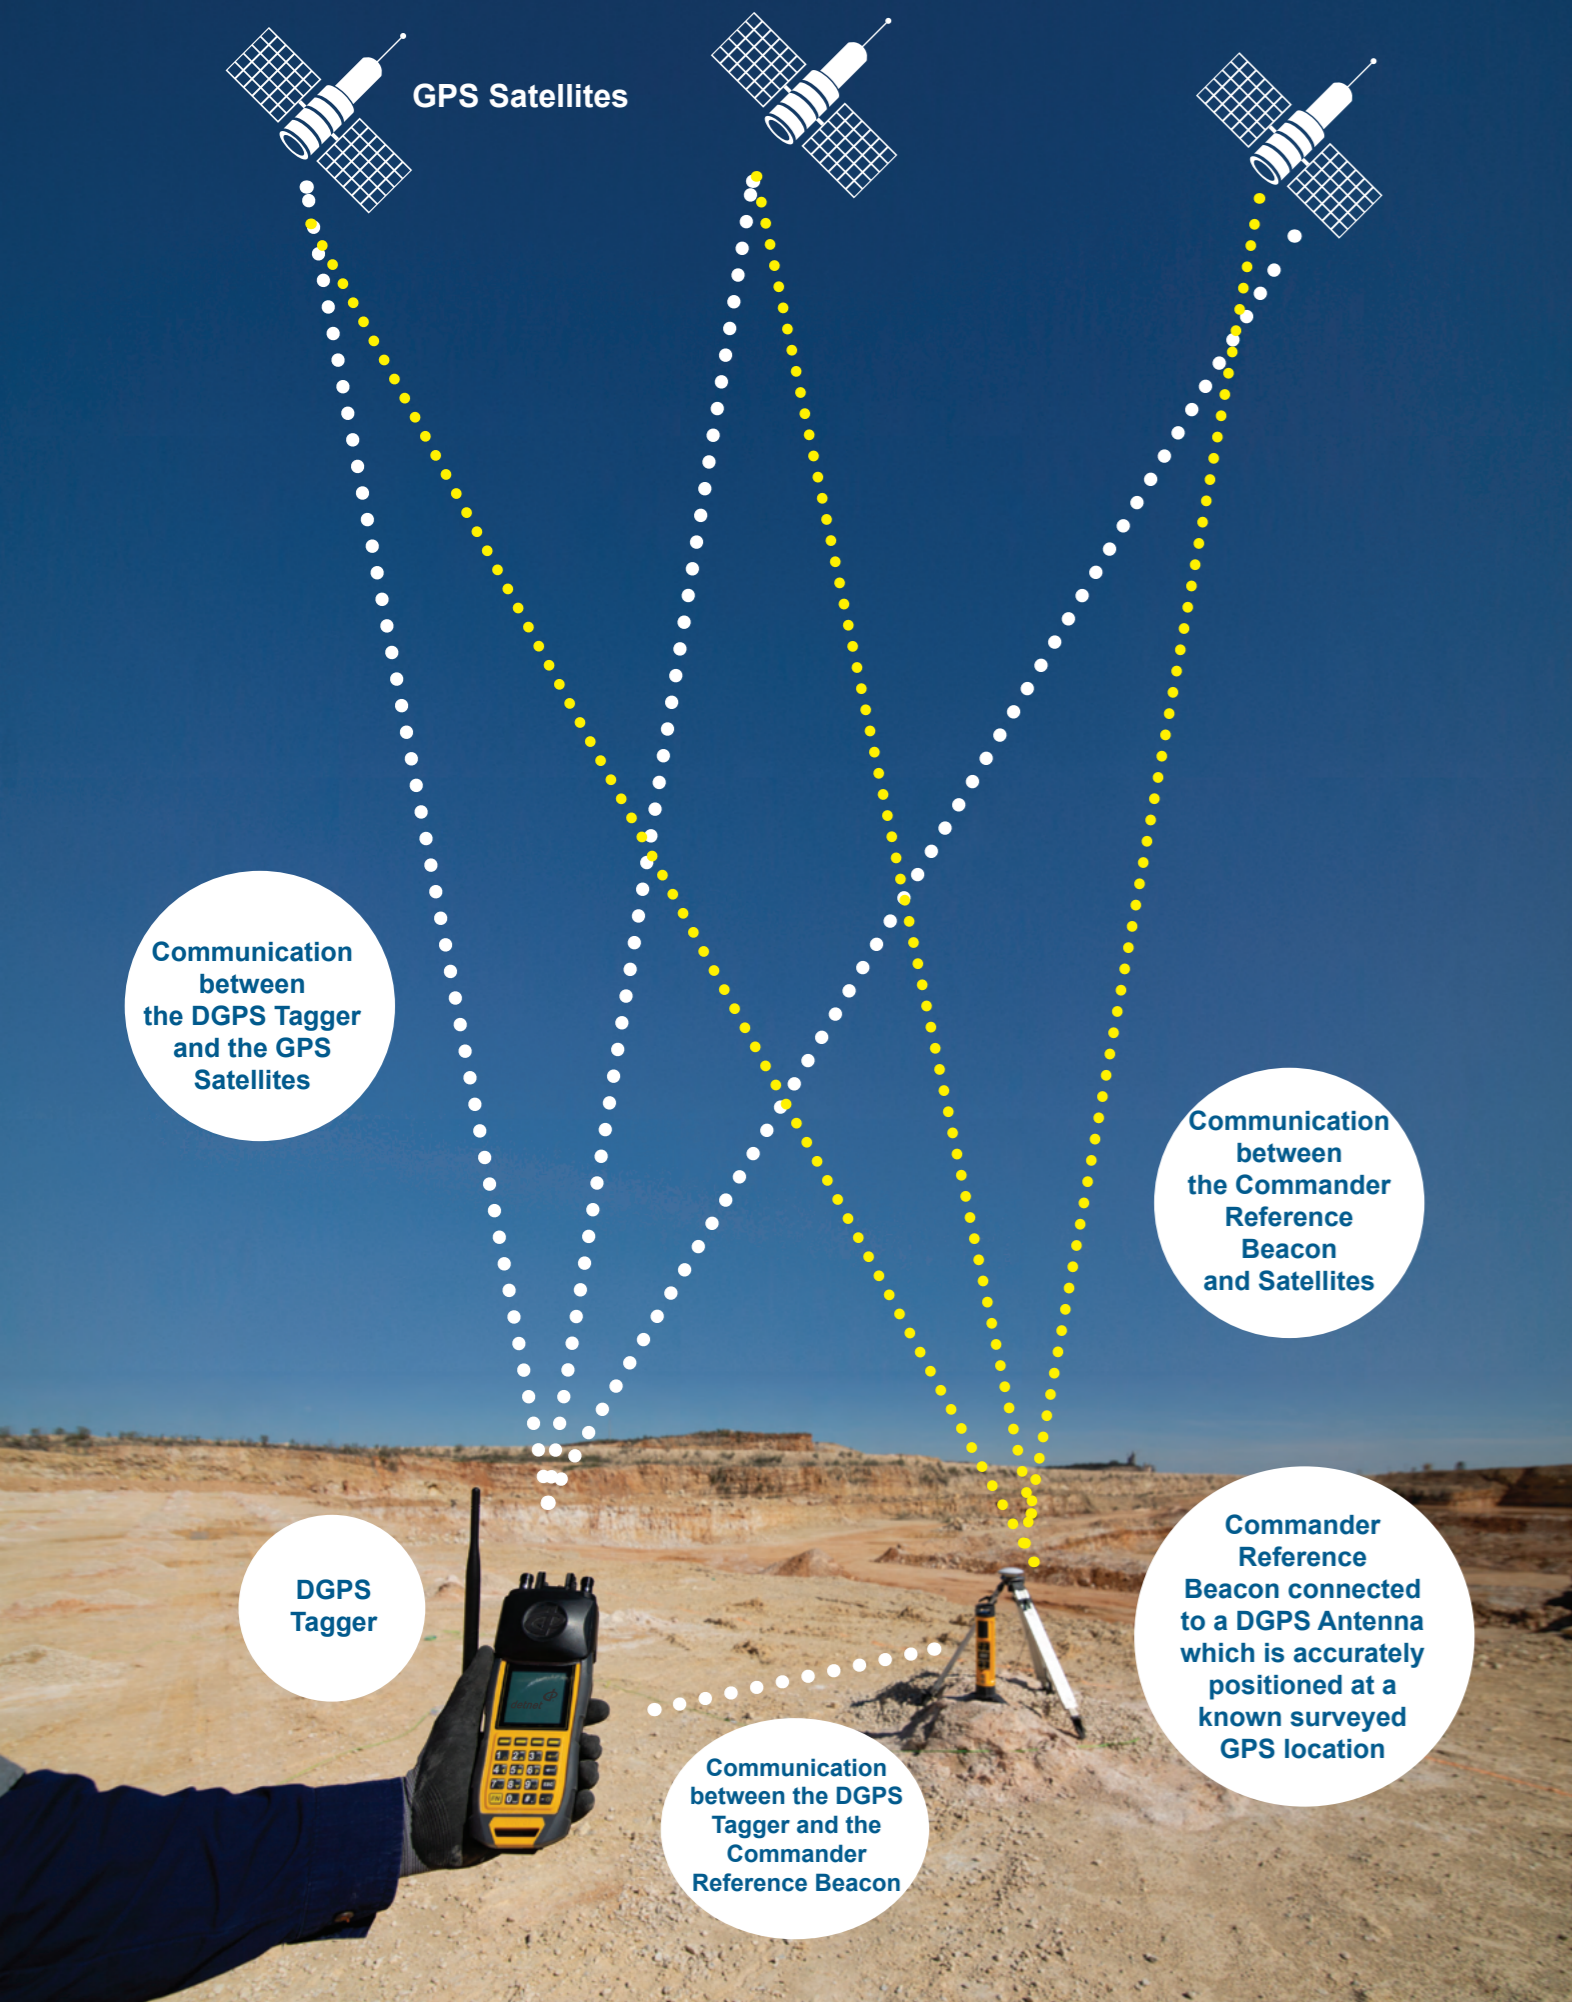 GPS Satellites
Communication
between
the DGPS Tagger
and the GPS
Satellites
Communication
between
the Commander
Reference
Beacon
and Satellites
DGPS
Tagger
Commander
Reference
Beacon connected
to a DGPS Antenna
which is accurately
positioned at a
known surveyed
GPS location
Communication
between the DGPS
Tagger and the
Commander
Reference Beacon
detnet